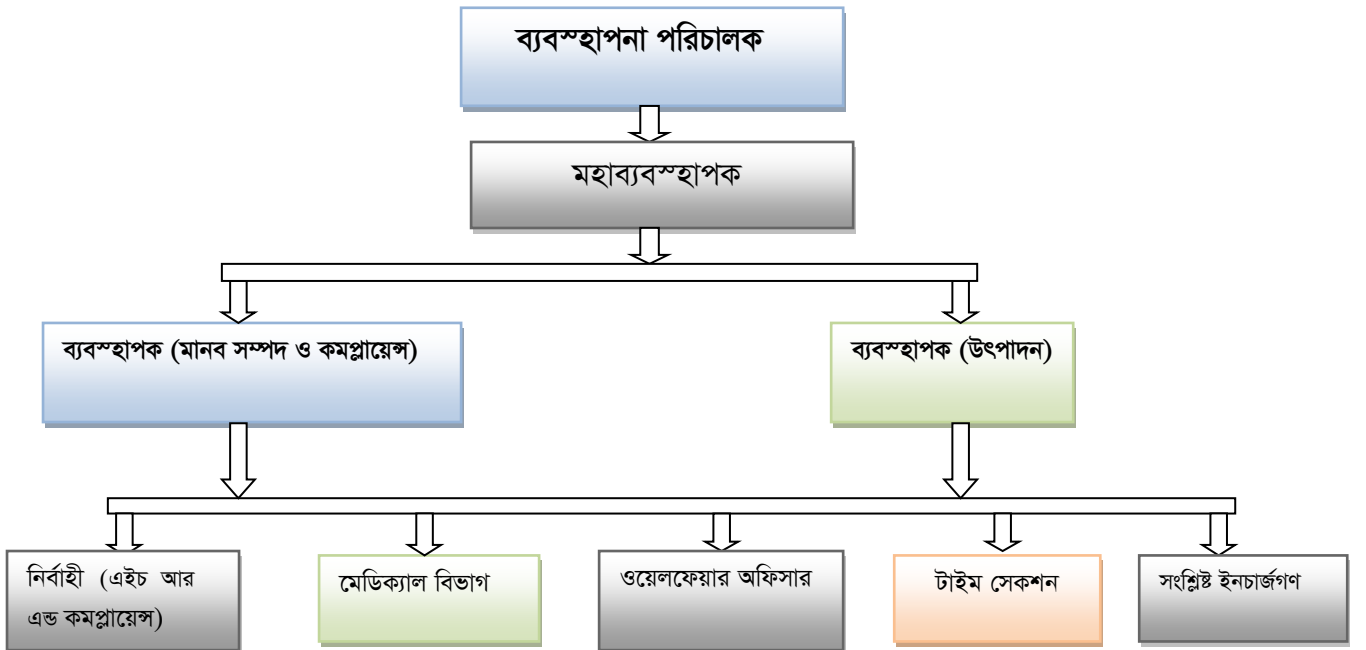 ব্যবস্হাপনা পরিচালক
মহাব্যবস্হাপক
ব্যবস্হাপক (মানব সম্পদ ও কমপ্লায়েন্স)
ব্যবস্হাপক (উৎপাদন)
নির্বাহী (এইচ আর
এন্ড কমপ্লায়েন্স)
মেডিক্যাল বিভাগ
ওয়েলফেয়ার অফিসার
টাইম সেকশন
সংশ্লিষ্ট ইনচার্জগণ